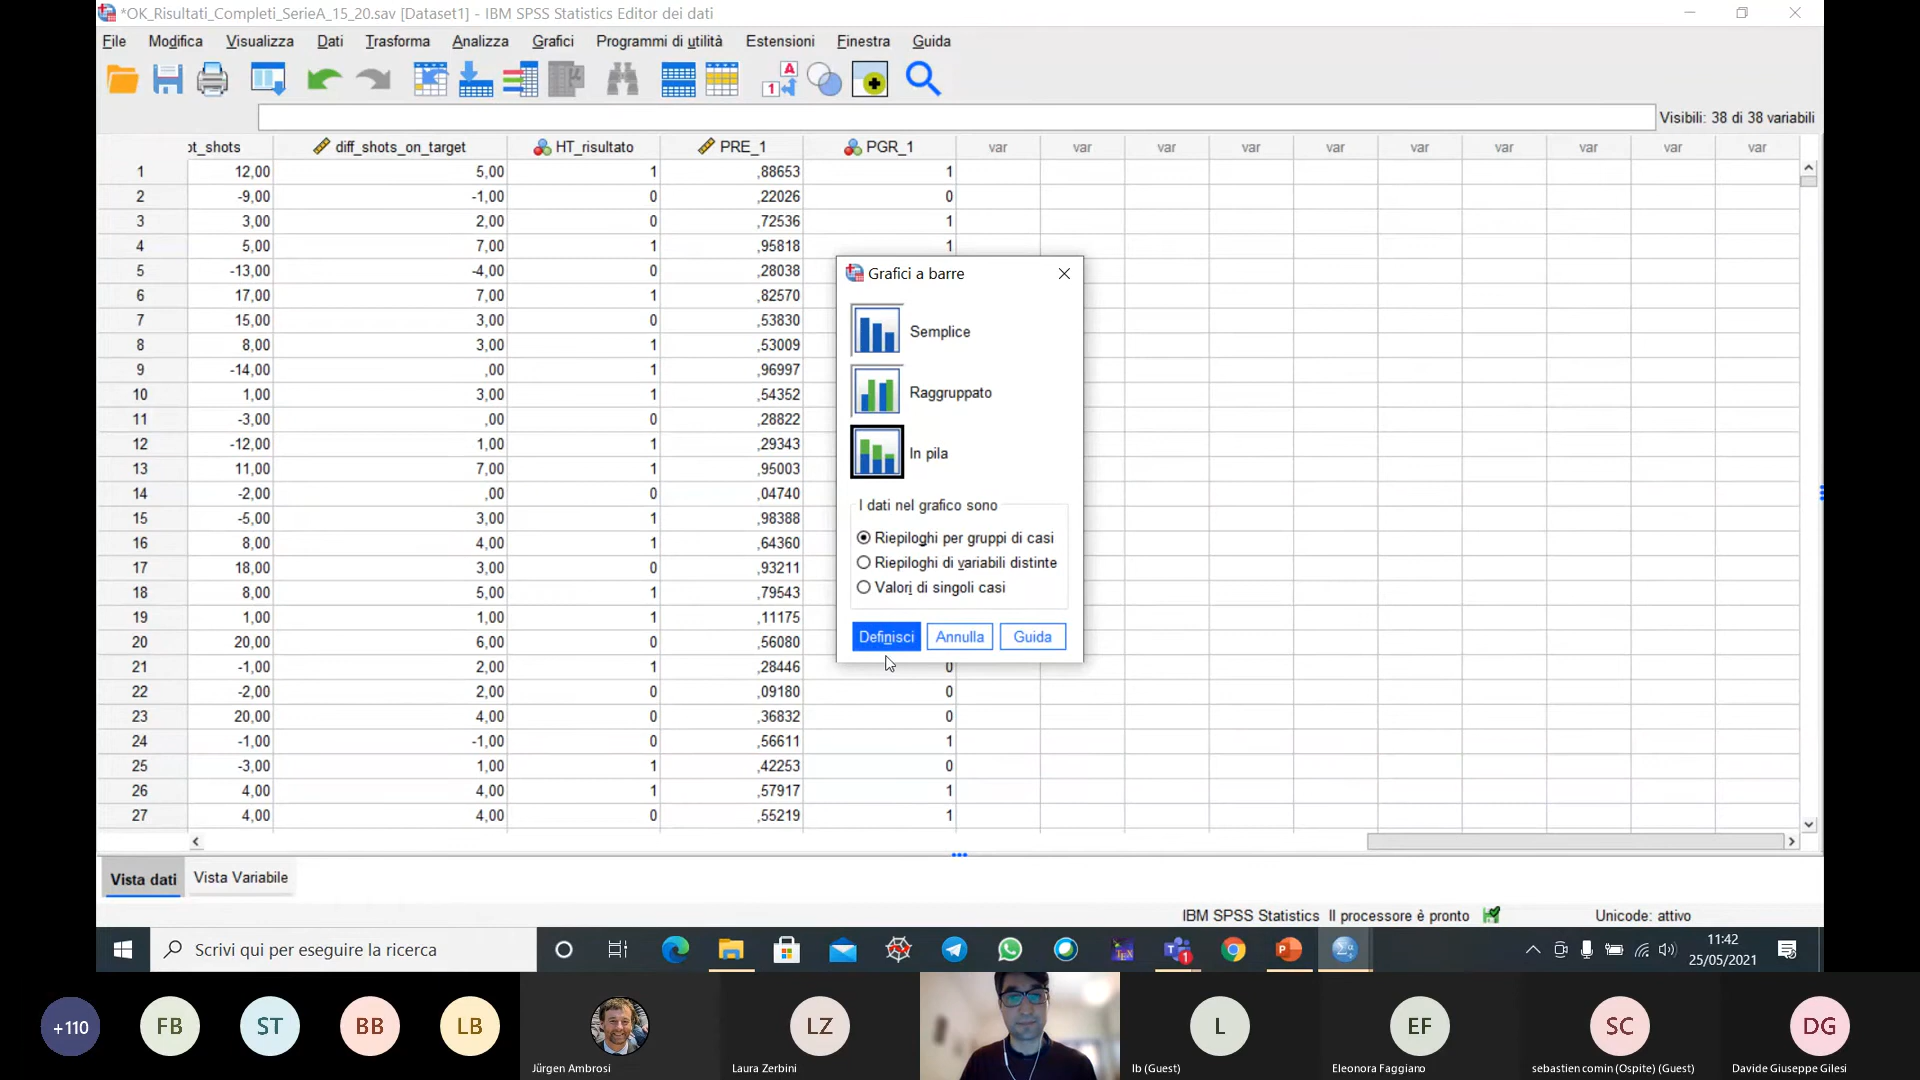 *OK_Risultati_Completi_SerieA_15_20.sav [Dataset1] - IBM SPSS Statistics Editor dei dati
File Modifica Visualizza Dati Trasforma Analizza Grafici Programmi di utilità Estensioni Finestra Guida
Visibili: 38 di 38 variabili
ot_shots diff_shots_on_target HT_risultato PRE_1 PGR_1 var var var var var var var var var var
1 12,00 5,00 1 ,88653 1
2 -9,00 -1,00 0 ,22026 0
3 3,00 2,00 0 ,72536 1
4 5,00 7,00 1 ,95818 1
5 -13,00 -4,00 0 ,28038
6 17,00 7,00 1 ,82570
7 15,00 3,00 0 ,53830
8 8,00 3,00 1 ,53009
9 -14,00 ,00 1 ,96997
10 1,00 3,00 1 ,54352
11 -3,00 ,00 0 ,28822
12 -12,00 1,00 1 ,29343
13 11,00 7,00 1 ,95003
14 -2,00 ,00 0 ,04740
15 -5,00 3,00 1 ,98388
16 8,00 4,00 1 ,64360
17 18,00 3,00 0 ,93211
18 8,00 5,00 1 ,79543
19 1,00 1,00 1 ,11175
20 20,00 6,00 0 ,56080
21 -1,00 2,00 1 ,28446 0
22 -2,00 2,00 0 ,09180 0
23 20,00 4,00 0 ,36832 0
24 -1,00 -1,00 0 ,56611 1
25 -3,00 1,00 1 ,42253 0
26 4,00 4,00 1 ,57917 1
27 4,00 4,00 0 ,55219 1
Grafici a barre
Semplice
Raggruppato
In pila
I dati nel grafico sono
Riepiloghi per gruppi di casi
Riepiloghi di variabili distinte
Valori di singoli casi
Definisci Annulla Guida
Vista dati Vista Variabile
IBM SPSS Statistics Il processore è pronto Unicode: attivo
Scrivi qui per eseguire la ricerca
11:42
25/05/2021
+110 FB ST BB LB LZ L EF SC DG
Jürgen Ambrosi Laura Zerbini lb (Guest) Eleonora Faggiano sebastien comin (Ospite) (Guest) Davide Giuseppe Gilesi